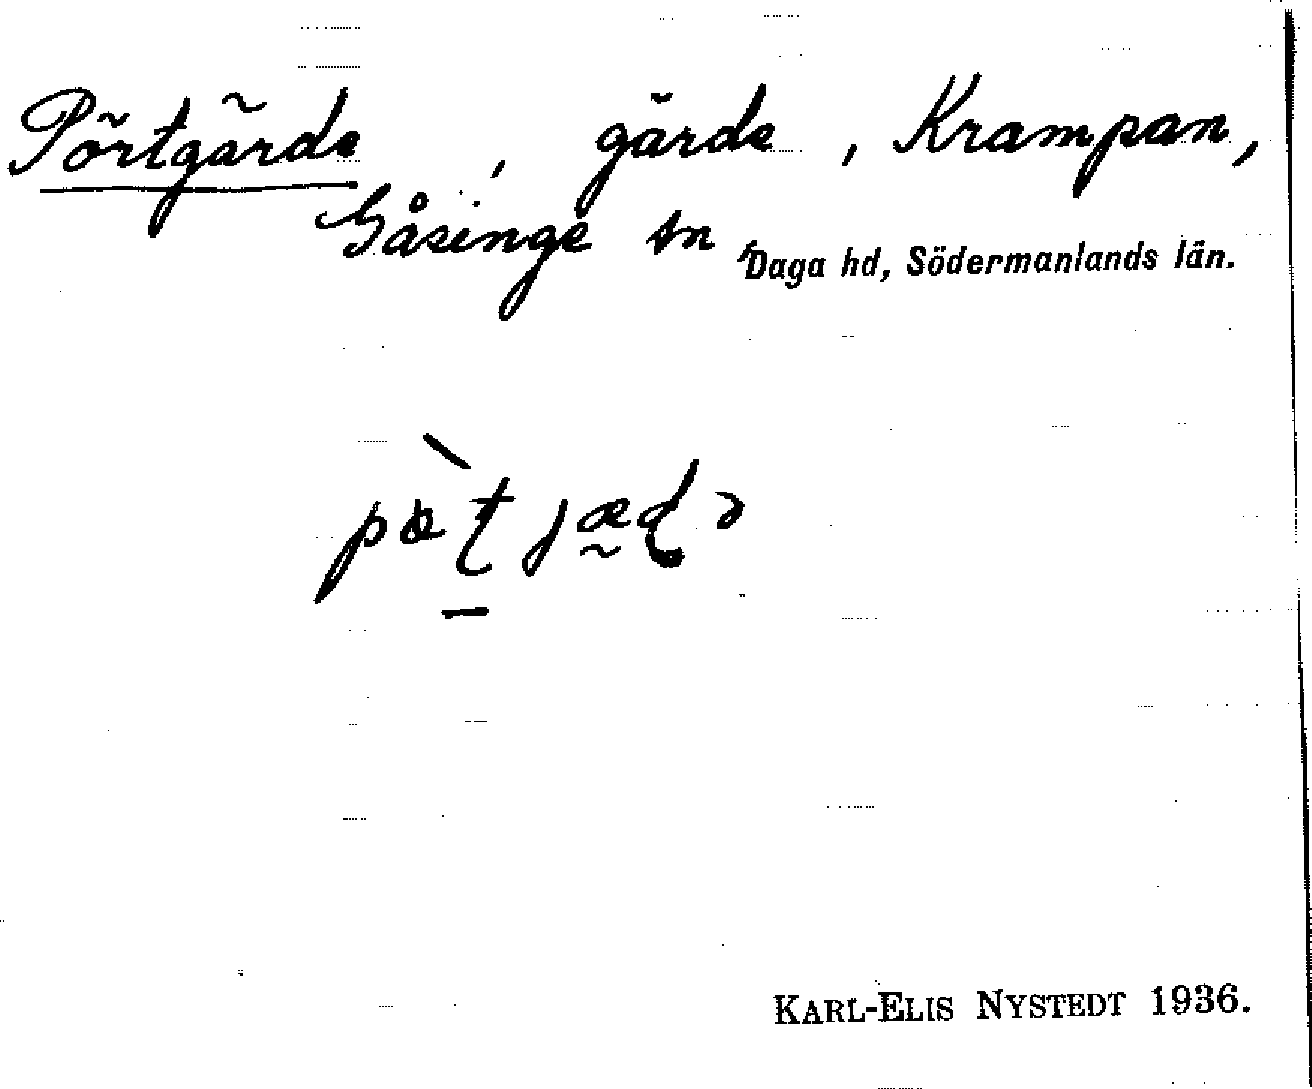 Pörtgärde, gärde, Krampan,
Gåsinge sn Daga hd, Södermanlands län.
KARL-ELIS NYSTEDT 1936.